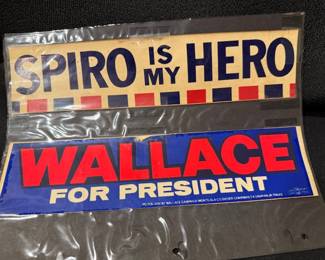 SPIRO IS MY HERO
WALLACE
FOR PRESIDENT